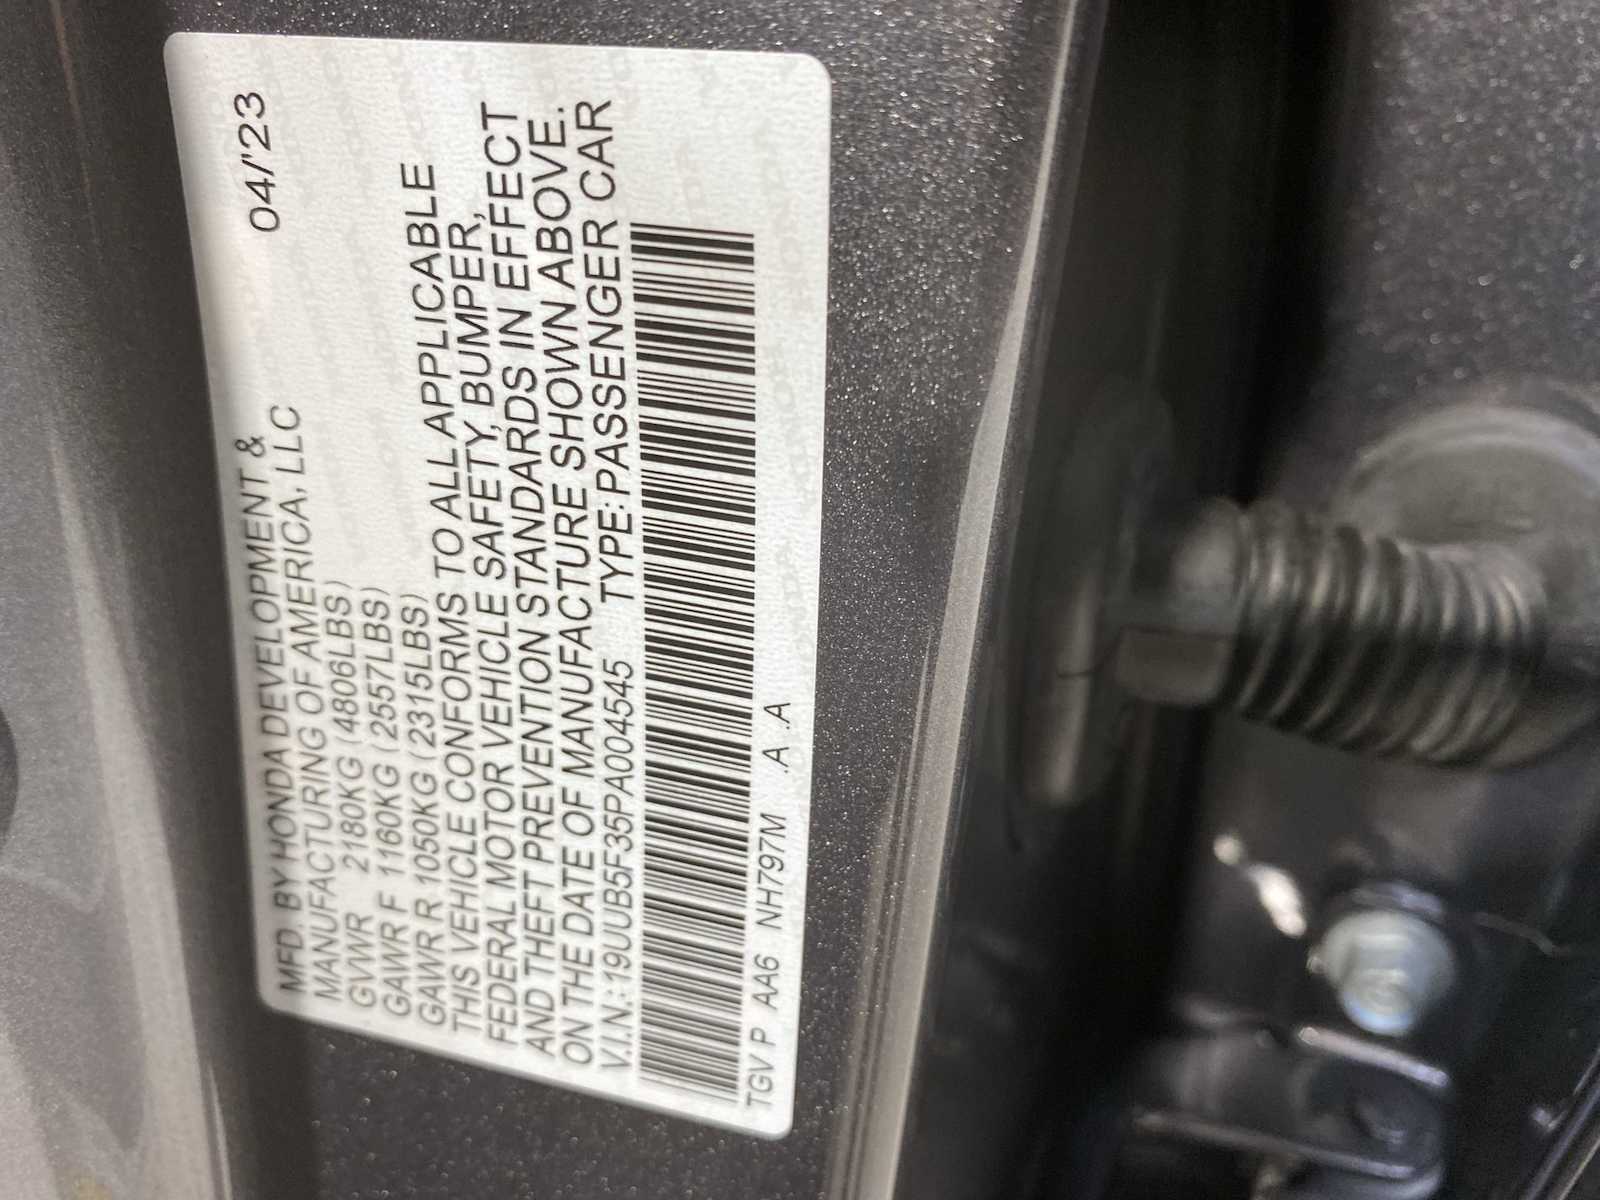 MFD. BY HONDA DEVELOPMENT & 04/'23
MANUFACTURING OF AMERICA, LLC
GVWR 2180KG (4806LBS)
GAWR F 1160KG (2557LBS)
GAWR R 1050KG (2315LBS)
THIS VEHICLE CONFORMS TO ALL APPLICABLE
FEDERAL MOTOR VEHICLE SAFETY, BUMPER,
AND THEFT PREVENTION STANDARDS IN EFFECT
ON THE DATE OF MANUFACTURE SHOWN ABOVE.
V.I.N.:19UUB5F35PA004545 TYPE:PASSENGER CAR
TGV P AA6 NH797M .A .A